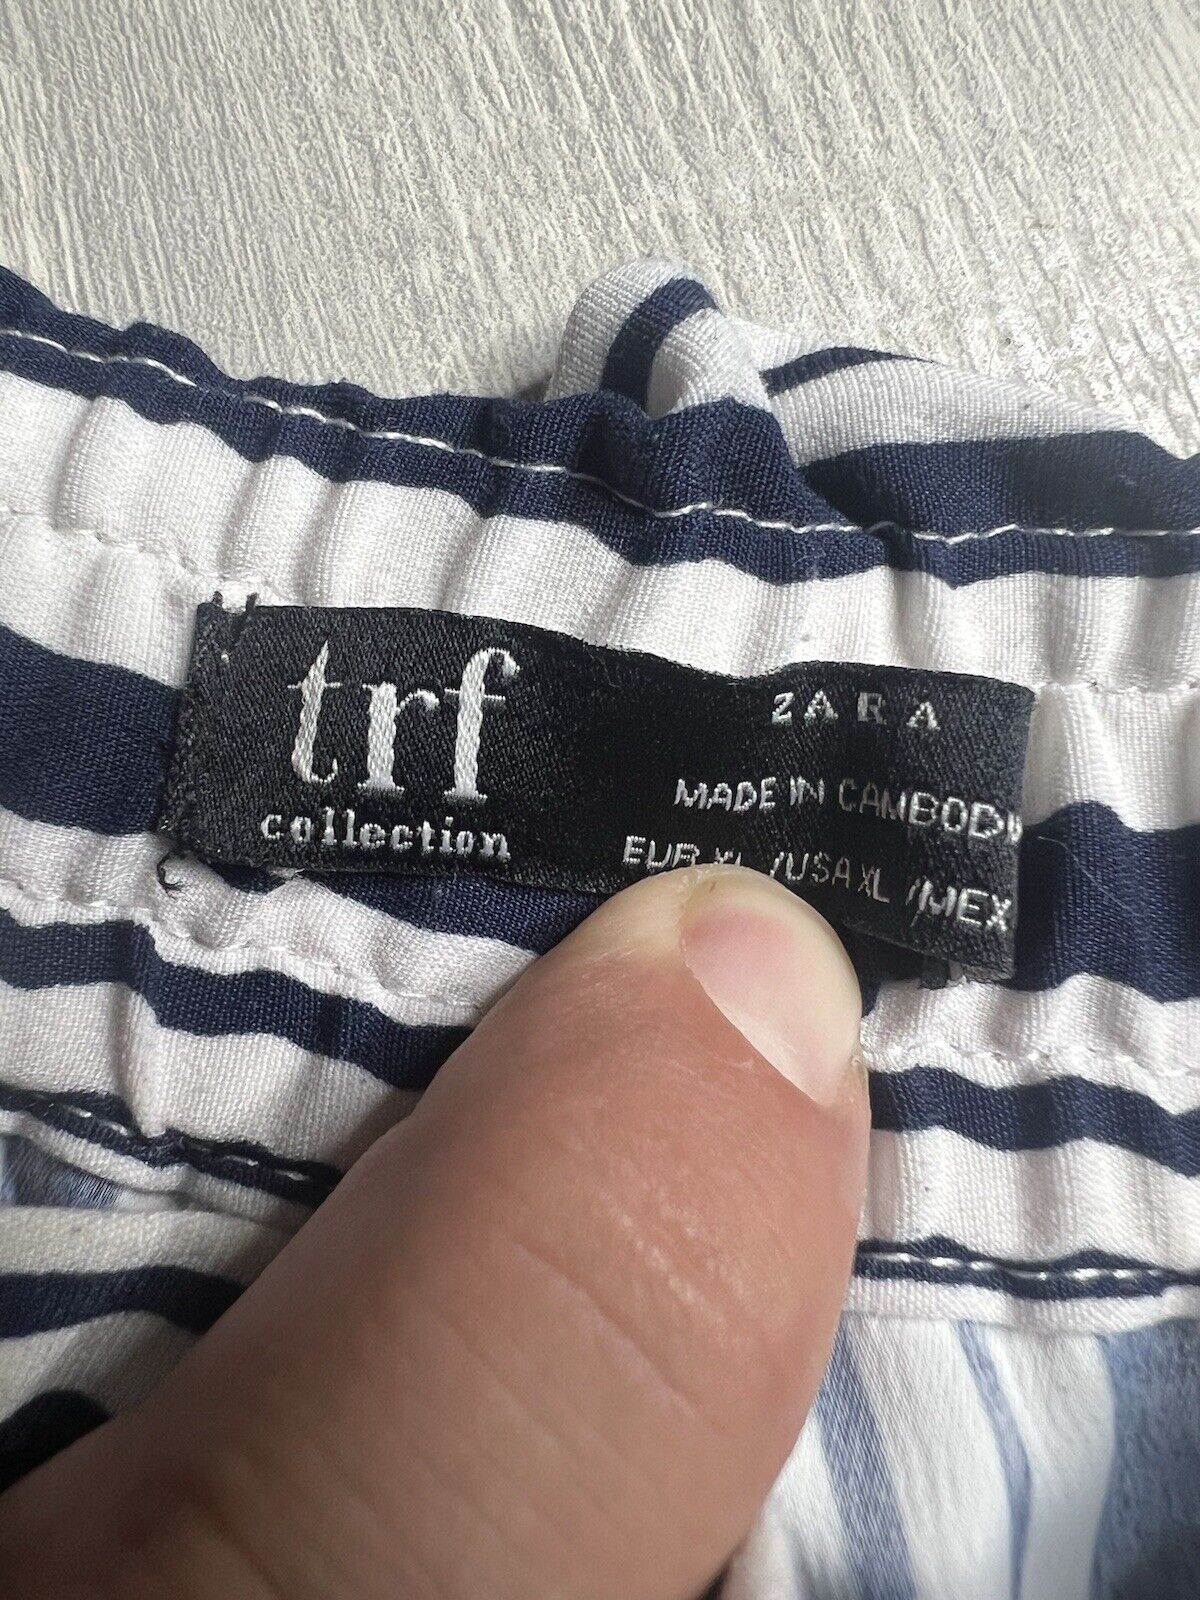 trf
collection
ZARA
MADE IN CAMBODI
EUR XL /USA XL /MEX